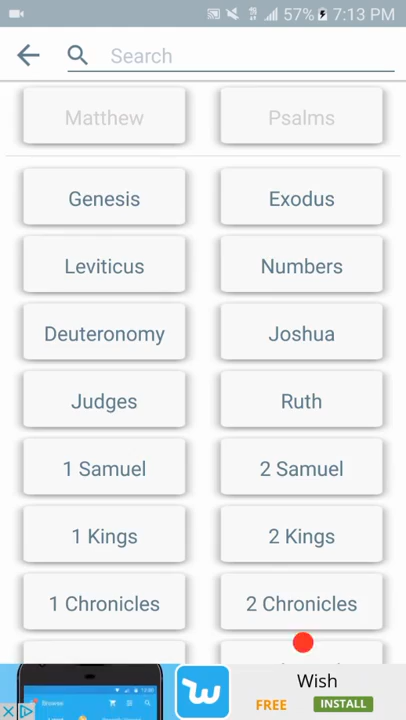 57% 7:13 PM
Search
Matthew Psalms
Genesis Exodus
Leviticus Numbers
Deuteronomy Joshua
Judges Ruth
1 Samuel 2 Samuel
1 Kings 2 Kings
1 Chronicles 2 Chronicles
Wish
FREE INSTALL